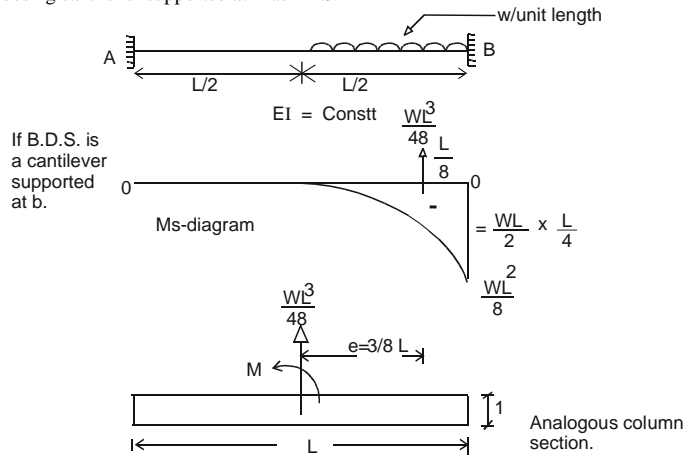 w/unit length
A
B
L/2
L/2
EI = Constt
WL3
48
L
8
If B.D.S. is
a cantilever
supported
at b.
0
0
-
Ms-diagram
= WL x L
2 4
WL2
8
WL3
48
e=3/8 L
M
1
Analogous column
section.
L